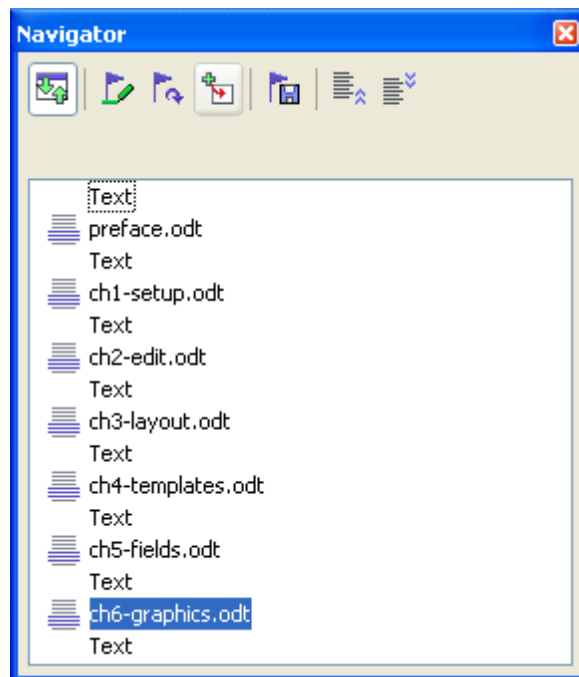 Navigator
Text
preface.odt
Text
ch1-setup.odt
Text
ch2-edit.odt
Text
ch3-layout.odt
Text
ch4-templates.odt
Text
ch5-fields.odt
Text
ch6-graphics.odt
Text